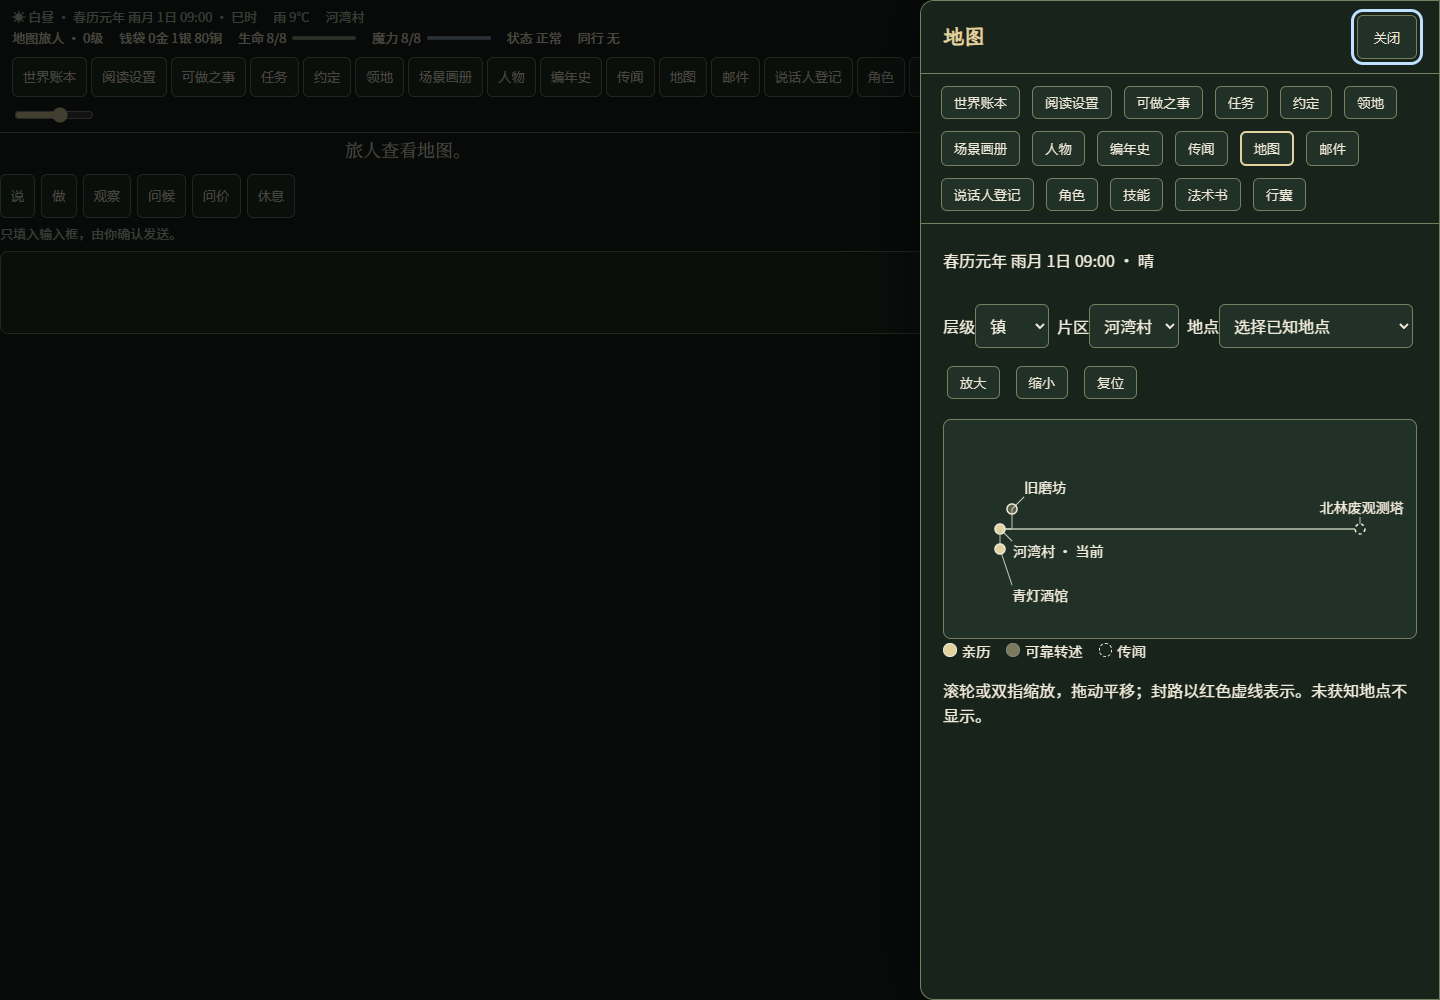 白昼 · 春历元年 雨月 1日 09:00 · 巳时 雨 9°C 河湾村
地图旅人 · 0级 钱袋 0金 1银 80铜 生命 8/8 魔力 8/8 状态 正常 同行 无
世界账本 阅读设置 可做之事 任务 约定 领地 场景画册 人物 编年史 传闻 地图 邮件 说话人登记 角色
旅人查看地图。
说 做 观察 问候 问价 休息
只填入输入框，由你确认发送。
地图 关闭
世界账本 阅读设置 可做之事 任务 约定 领地
场景画册 人物 编年史 传闻 地图 邮件
说话人登记 角色 技能 法术书 行囊
春历元年 雨月 1日 09:00 · 晴
层级 镇 片区 河湾村 地点 选择已知地点
放大 缩小 复位
旧磨坊
北林废观测塔
河湾村 · 当前
青灯酒馆
亲历 可靠转述 传闻
滚轮或双指缩放，拖动平移；封路以红色虚线表示。未获知地点不
显示。